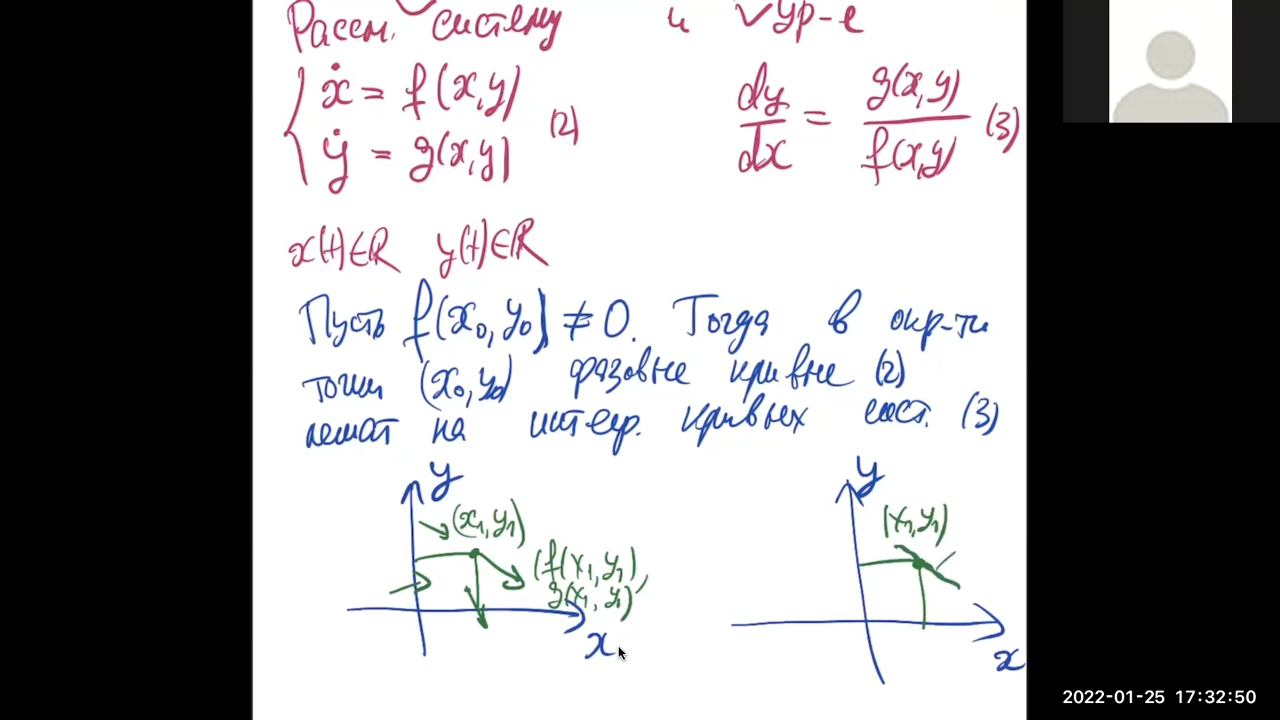 Рассм. систему и ур-е
ẋ = f(x,y)
ẏ = g(x,y) (2)
dy/dx = g(x,y)/f(x,y) (3)
x(t)∈R y(t)∈R
Пусть f(x₀, y₀) ≠ 0. Тогда в окр-ти
точки (x₀, y₀) фазовые кривые (2)
лежат на интегр. кривых (3)
y
(x₁, y₁)
(f(x₁, y₁),
g(x₁, y₁))
x
y
(x₁, y₁)
x
2022-01-25 17:32:50